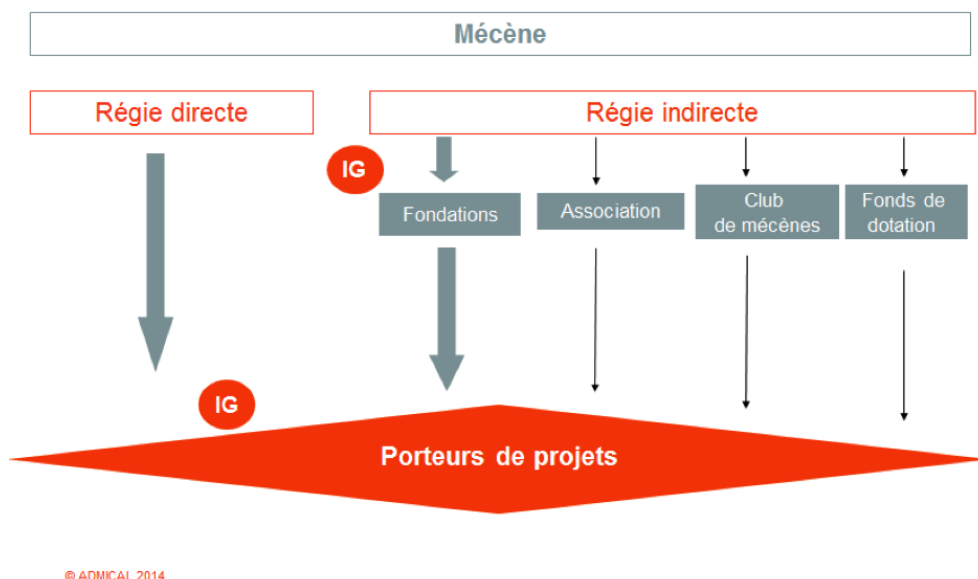 Mécène
Régie directe
Régie indirecte
IG
Fondations
Association
Club
de mécènes
Fonds de
dotation
IG
Porteurs de projets
© ADMICAL 2014